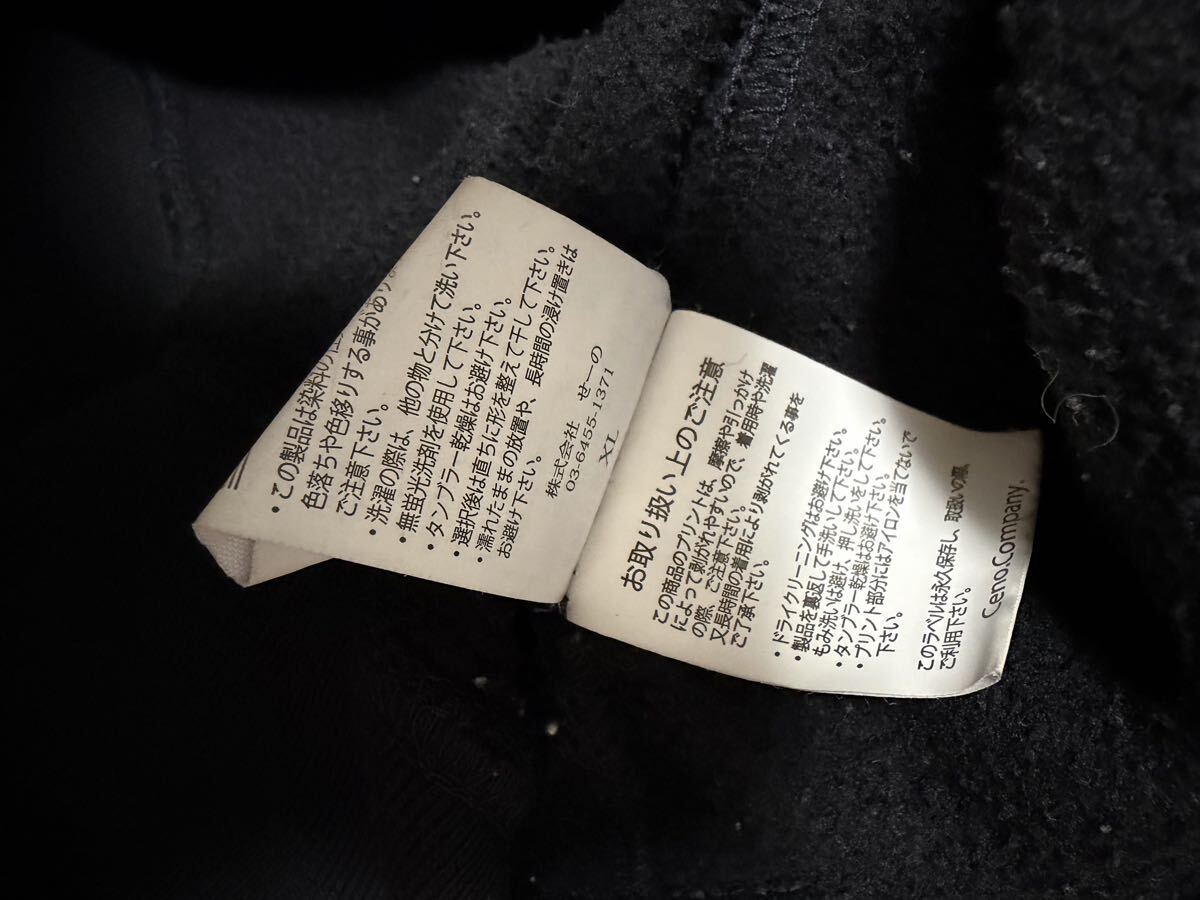 ・この製品は染料の
色落ちや色移りする事があり
ご注意下さい。
・洗濯の際は、他の物と分けて洗い下さい。
・無蛍光洗剤を使用して下さい。
・タンブラー乾燥はお避け下さい。
・選択後は直ちに形を整えて干して下さい。
・濡れたままの放置や、長時間の浸け置きは
お避け下さい。
株式会社 せーの
03-6455-1371
XL
お取り扱い上のご注意
この商品のプリントは、摩擦や引っかけ
によって剥がれやすいので、着用時や洗濯
の際、ご注意下さい。
又長時間の着用により剥がれてくる事を
ご了承下さい。
・ドライクリーニングはお避け下さい。
・製品を裏返して手洗いして下さい。
もみ洗いは避け、押し洗いをして下さい。
・タンブラー乾燥はお避け下さい。
・プリント部分にはアイロンを当てないで
下さい。
このラベルは永久保存し、取扱いの際、
ご利用下さい。
Ceno.Company.